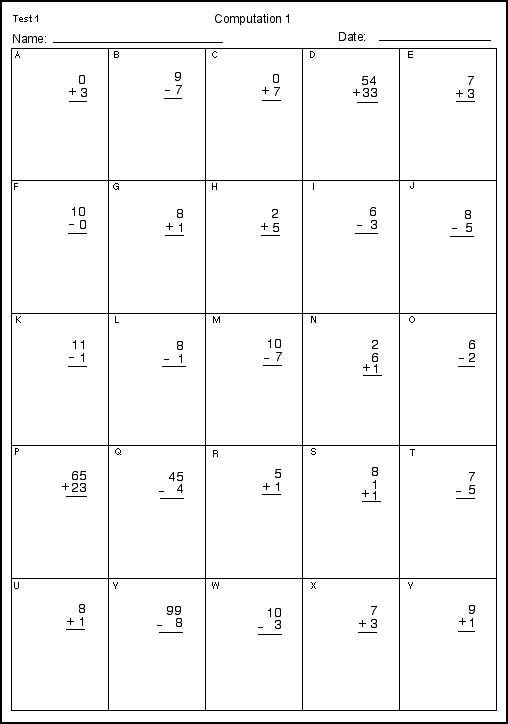 Test 1
Computation 1
Name:
Date:
A B C D E
0 9 0 54 7
+ 3 - 7 + 7 +33 + 3
F G H I J
10 8 2 6 8
- 0 + 1 + 5 - 3 - 5
K L M N O
11 8 10 2 6
- 1 - 1 - 7 6 - 2
+ 1
P Q R S T
65 45 5 8 7
+23 - 4 + 1 1 - 5
+ 1
U Y W X Y
8 99 10 7 9
+ 1 - 8 - 3 + 3 + 1